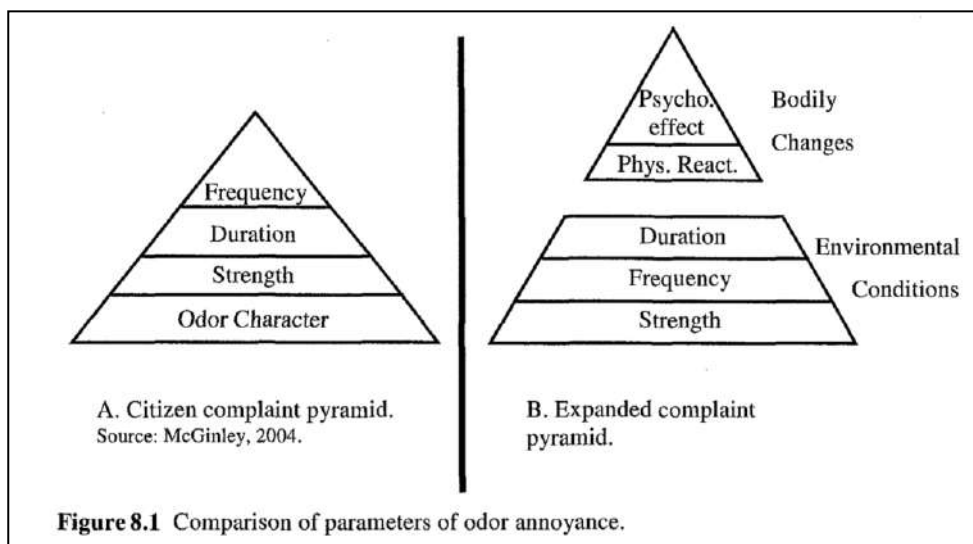 Frequency
Duration
Strength
Odor Character
A. Citizen complaint pyramid.
Source: McGinley, 2004.
Psycho.
effect
Phys. React.
Bodily
Changes
Duration
Frequency
Strength
Environmental
Conditions
B. Expanded complaint
pyramid.
Figure 8.1 Comparison of parameters of odor annoyance.